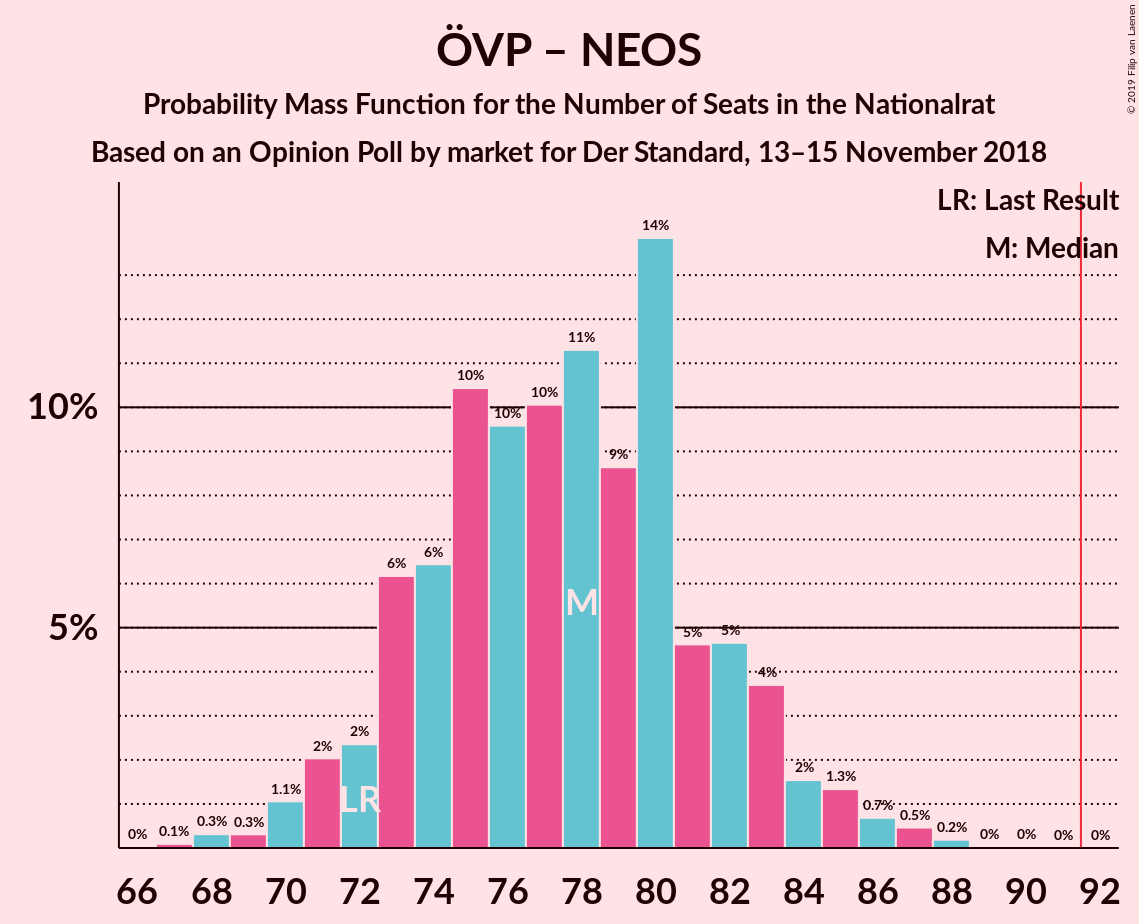 ÖVP – NEOS
Probability Mass Function for the Number of Seats in the Nationalrat
Based on an Opinion Poll by market for Der Standard, 13–15 November 2018
© 2019 Filip van Laenen
LR: Last Result
M: Median
10%
5%
0% 0.1% 0.3% 0.3% 1.1% 2% 2% 6% 6% 10% 10% 10% 11% 9% 14% 5% 5% 4% 2% 1.3% 0.7% 0.5% 0.2% 0% 0% 0% 0%
LR
M
66 68 70 72 74 76 78 80 82 84 86 88 90 92